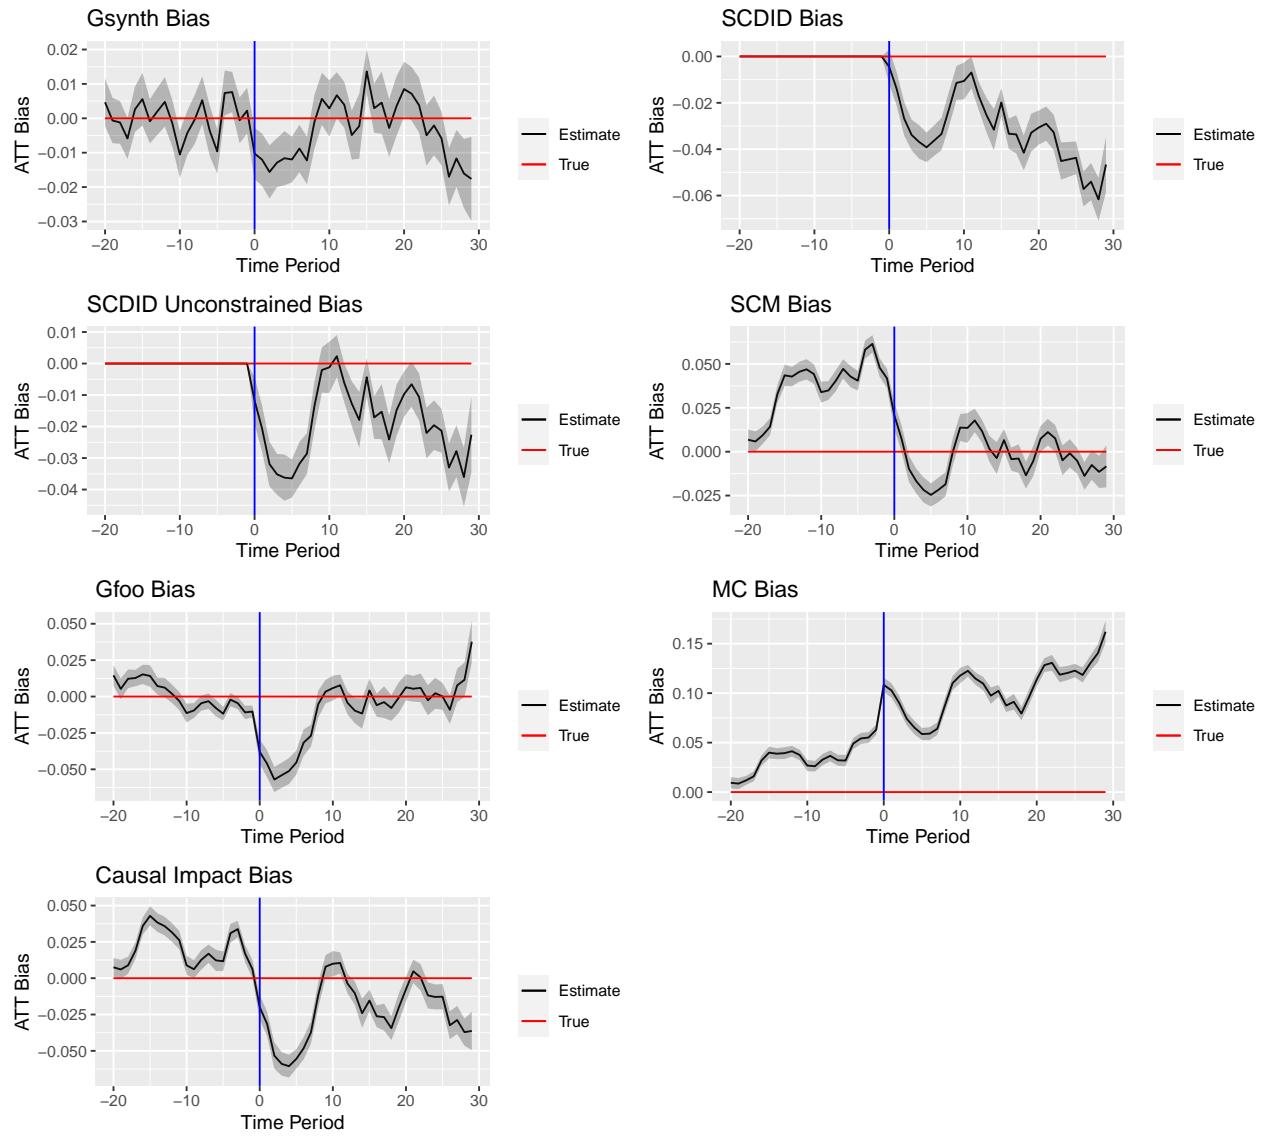 Gsynth Bias
ATT Bias
0.02
0.01
0.00
−0.01
−0.02
−0.03
−20 −10 0 10 20 30
Time Period
Estimate
True
SCDID Bias
ATT Bias
0.00
−0.02
−0.04
−0.06
−20 −10 0 10 20 30
Time Period
Estimate
True
SCDID Unconstrained Bias
ATT Bias
0.01
0.00
−0.01
−0.02
−0.03
−0.04
−20 −10 0 10 20 30
Time Period
Estimate
True
SCM Bias
ATT Bias
0.050
0.025
0.000
−0.025
−20 −10 0 10 20 30
Time Period
Estimate
True
Gfoo Bias
ATT Bias
0.050
0.025
0.000
−0.025
−0.050
−20 −10 0 10 20 30
Time Period
Estimate
True
MC Bias
ATT Bias
0.15
0.10
0.05
0.00
−20 −10 0 10 20 30
Time Period
Estimate
True
Causal Impact Bias
ATT Bias
0.050
0.025
0.000
−0.025
−0.050
−20 −10 0 10 20 30
Time Period
Estimate
True